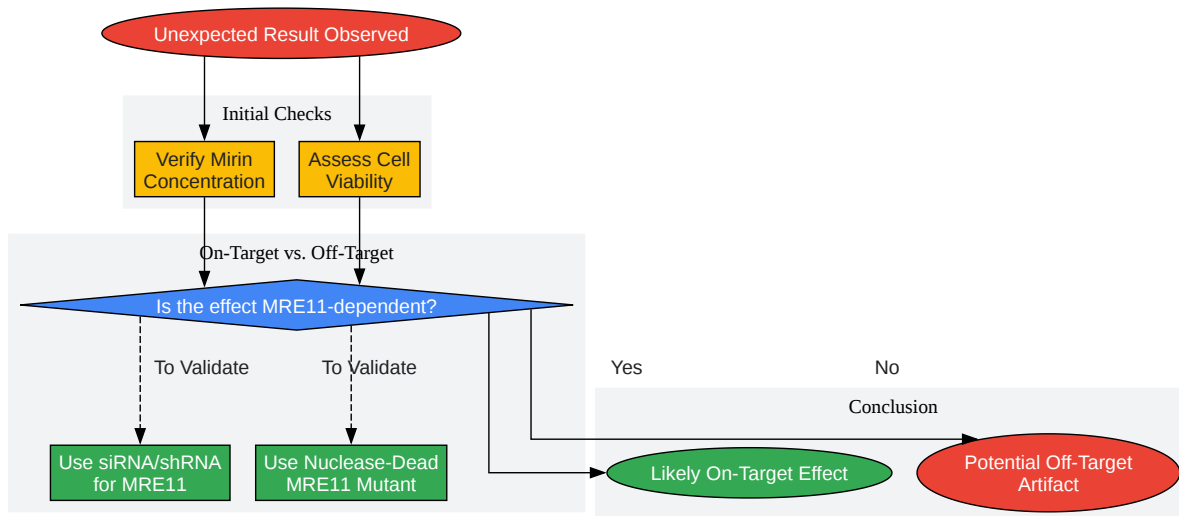 Unexpected Result Observed
Initial Checks
Verify Mirin
Concentration
Assess Cell
Viability
On-Target vs. Off-Target
Is the effect MRE11-dependent?
To Validate
To Validate
Yes
No
Conclusion
Use siRNA/shRNA
for MRE11
Use Nuclease-Dead
MRE11 Mutant
Likely On-Target Effect
Potential Off-Target
Artifact